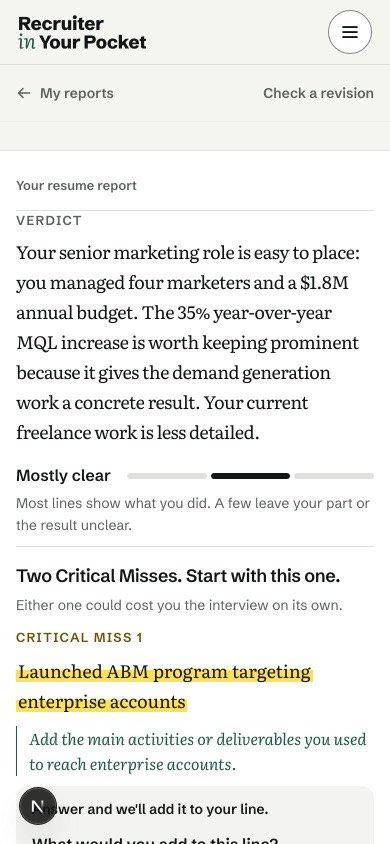 Recruiter
in Your Pocket
← My reports
Check a revision
Your resume report
VERDICT
Your senior marketing role is easy to place:
you managed four marketers and a $1.8M
annual budget. The 35% year-over-year
MQL increase is worth keeping prominent
because it gives the demand generation
work a concrete result. Your current
freelance work is less detailed.
Mostly clear
Most lines show what you did. A few leave your part or
the result unclear.
Two Critical Misses. Start with this one.
Either one could cost you the interview on its own.
CRITICAL MISS 1
Launched ABM program targeting
enterprise accounts
Add the main activities or deliverables you used
to reach enterprise accounts.
N
nswer and we'll add it to your line.
What would you add to this line?